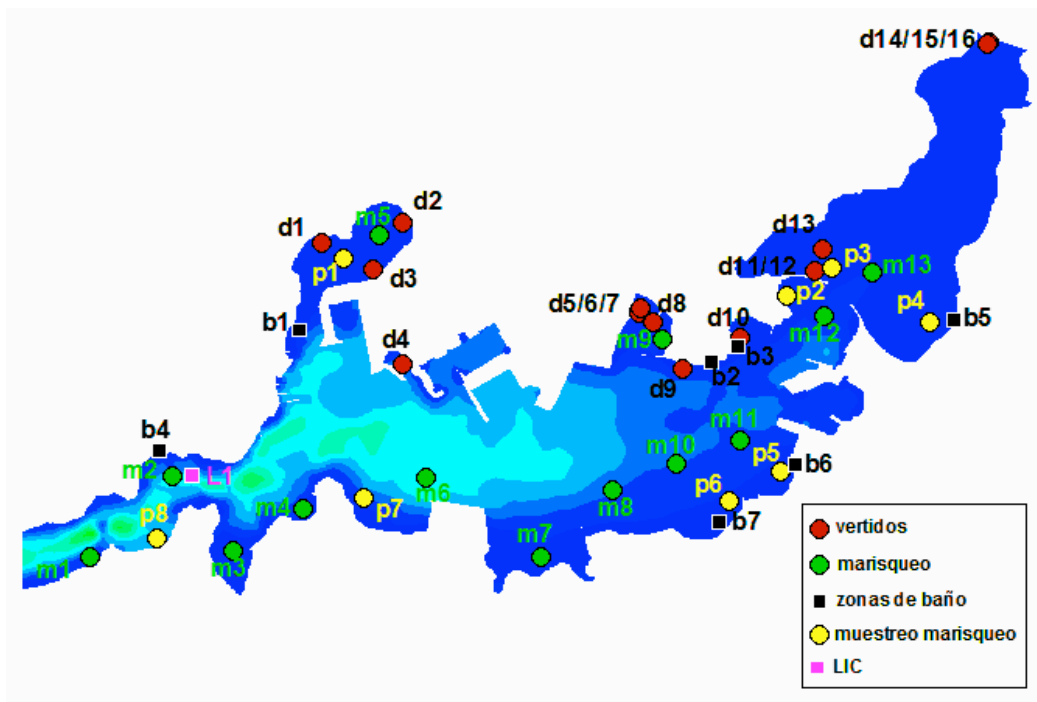 d14/15/16
d2
m5
d1
d13
p1
d3
d11/12
p3
m13
p2
d5/6/7
d8
p4
b5
b1
d10
m12
m9
b3
d4
b2
d9
m11
b4
m10
p5
b6
m2
L1
m6
p6
m8
m4
p7
b7
p8
m7
m1
m3
vertidos
marisqueo
zonas de baño
muestreo marisqueo
LIC